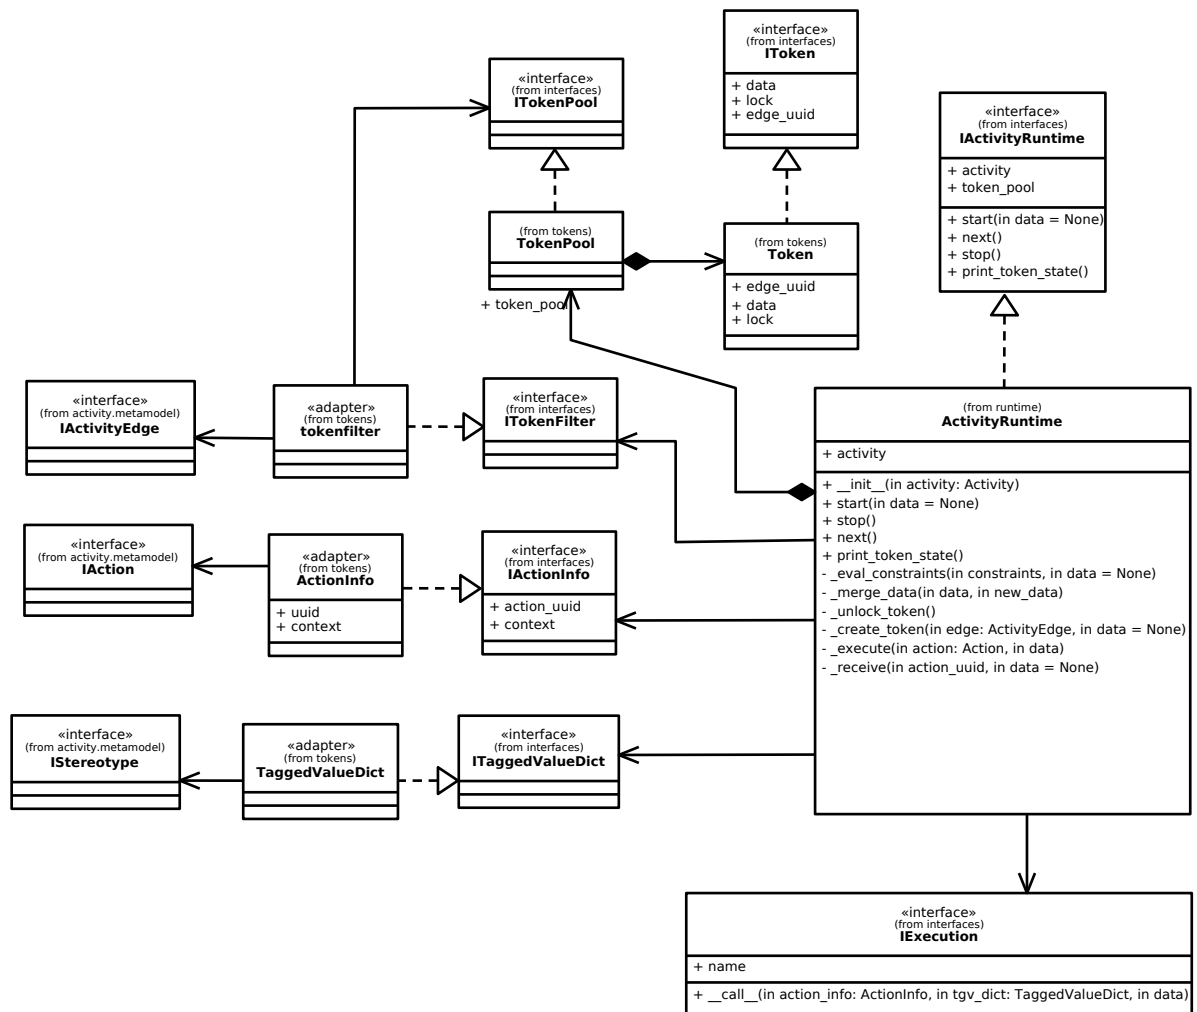 «interface»
(from interfaces)
IToken
+ data
+ lock
+ edge_uuid
«interface»
(from interfaces)
ITokenPool
«interface»
(from interfaces)
IActivityRuntime
+ activity
+ token_pool
+ start(in data = None)
+ next()
+ stop()
+ print_token_state()
(from tokens)
TokenPool
(from tokens)
Token
+ edge_uuid
+ data
+ lock
+ token_pool
«interface»
(from activity.metamodel)
IActivityEdge
«adapter»
(from tokens)
tokenfilter
«interface»
(from interfaces)
ITokenFilter
(from runtime)
ActivityRuntime
+ activity
+ __init__(in activity: Activity)
+ start(in data = None)
+ stop()
+ next()
+ print_token_state()
- _eval_constraints(in constraints, in data = None)
- _merge_data(in data, in new_data)
- _unlock_token()
- _create_token(in edge: ActivityEdge, in data = None)
- _execute(in action: Action, in data)
- _receive(in action_uuid, in data = None)
«interface»
(from activity.metamodel)
IAction
«adapter»
(from tokens)
ActionInfo
+ uuid
+ context
«interface»
(from interfaces)
IActionInfo
+ action_uuid
+ context
«interface»
(from activity.metamodel)
IStereotype
«adapter»
(from tokens)
TaggedValueDict
«interface»
(from interfaces)
ITaggedValueDict
«interface»
(from interfaces)
IExecution
+ name
+ __call__(in action_info: ActionInfo, in tgv_dict: TaggedValueDict, in data)